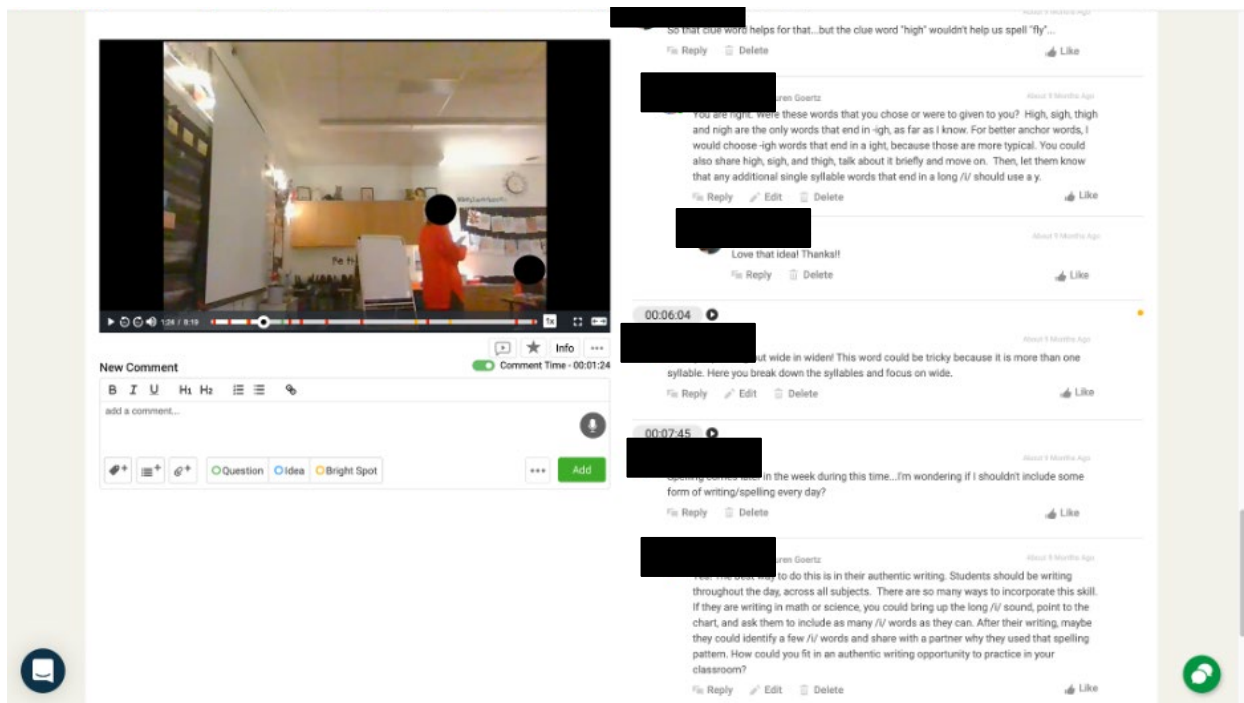 About 9 Months Ago
So that clue word helps for that...but the clue word "high" wouldn't help us spell "fly"...
Reply Delete Like
uren Goertz About 9 Months Ago
You are right. Were these words that you chose or were to given to you? High, sigh, thigh
and nigh are the only words that end in -igh, as far as I know. For better anchor words, I
would choose -igh words that end in a ight, because those are more typical. You could
also share high, sigh, and thigh, talk about it briefly and move on. Then, let them know
that any additional single syllable words that end in a long /i/ should use a y.
Reply Edit Delete Like
About 9 Months Ago
Love that idea! Thanks!!
Reply Delete Like
00:06:04
About 9 Months Ago
out wide in widen! This word could be tricky because it is more than one
syllable. Here you break down the syllables and focus on wide.
Reply Edit Delete Like
00:07:45
About 9 Months Ago
Spelling comes later in the week during this time...I'm wondering if I shouldn't include some
form of writing/spelling every day?
Reply Delete Like
uren Goertz About 9 Months Ago
Yes! The best way to do this is in their authentic writing. Students should be writing
throughout the day, across all subjects. There are so many ways to incorporate this skill.
If they are writing in math or science, you could bring up the long /i/ sound, point to the
chart, and ask them to include as many /i/ words as they can. After their writing, maybe
they could identify a few /i/ words and share with a partner why they used that spelling
pattern. How could you fit in an authentic writing opportunity to practice in your
classroom?
Reply Edit Delete Like
1:24 / 8:19 1x
Info
New Comment Comment Time - 00:01:24
B I U H1 H2
add a comment...
Question Idea Bright Spot Add